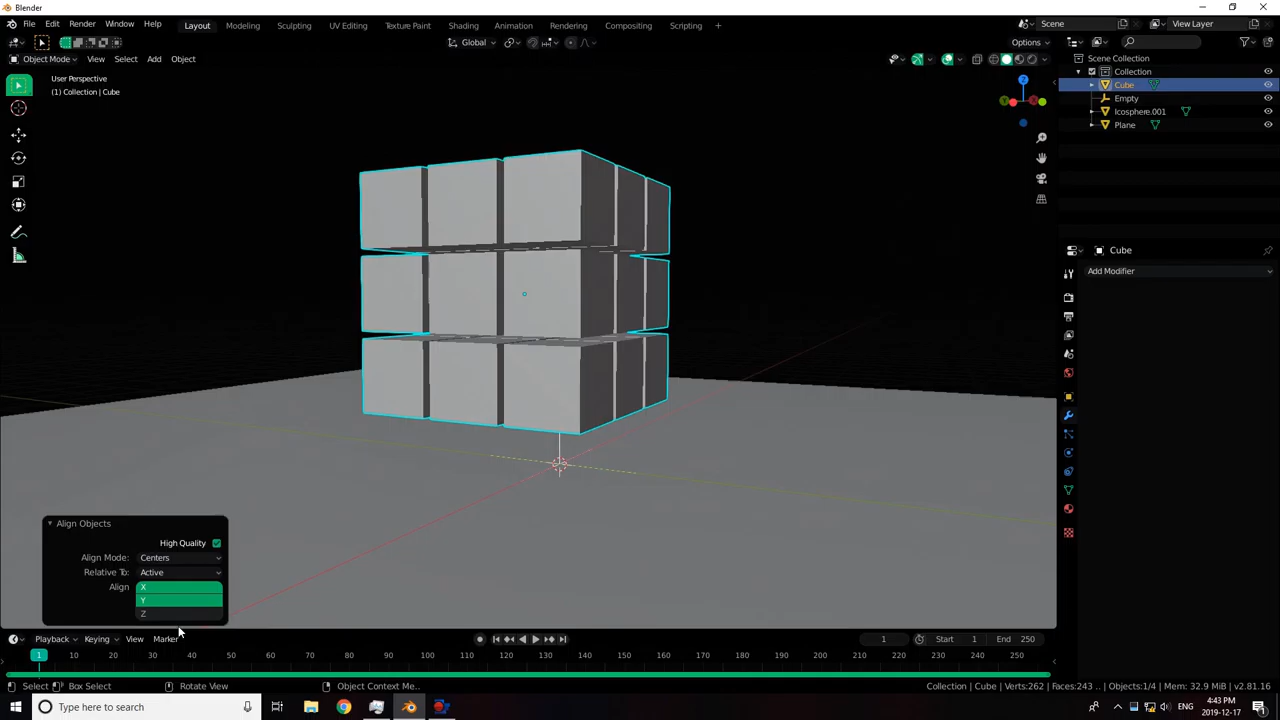 Blender
File Edit Render Window Help Layout Modeling Sculpting UV Editing Texture Paint Shading Animation Rendering Compositing Scripting + Scene View Layer
Global Options
Object Mode View Select Add Object
User Perspective
(1) Collection | Cube
Z
Y X
Scene Collection
Collection
Cube
Empty
Icosphere.001
Plane
Cube
Add Modifier
Align Objects
High Quality
Align Mode: Centers
Relative To: Active
Align X
Y
Z
Playback Keying View Marker 1 Start 1 End 250
1 10 20 30 40 50 60 70 80 90 100 110 120 130 140 150 160 170 180 190 200 210 220 230 240 250
Select Box Select Rotate View Object Context Me.. Collection | Cube | Verts:262 | Faces:243 .. | Objects:1/4 | Mem: 32.9 MiB | v2.81.16
Type here to search ENG 4:43 PM
2019-12-17